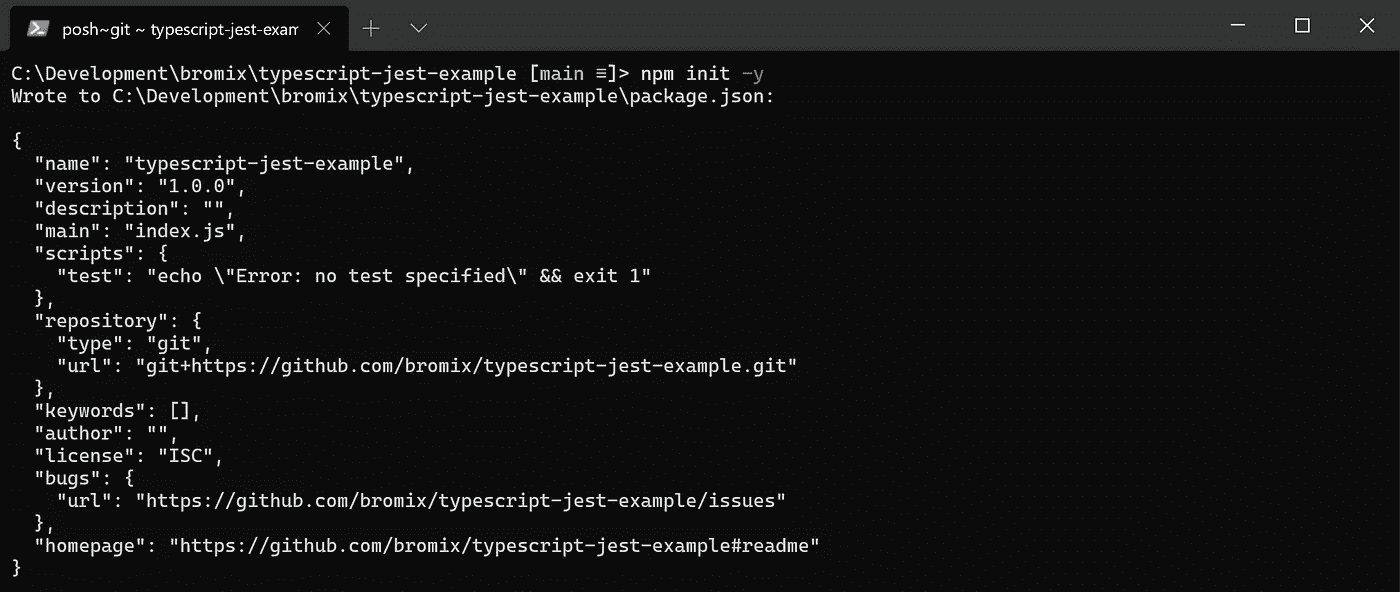 posh~git ~ typescript-jest-exam
C:\Development\bromix\typescript-jest-example [main ≡]> npm init -y
Wrote to C:\Development\bromix\typescript-jest-example\package.json:
{
  "name": "typescript-jest-example",
  "version": "1.0.0",
  "description": "",
  "main": "index.js",
  "scripts": {
    "test": "echo \"Error: no test specified\" && exit 1"
  },
  "repository": {
    "type": "git",
    "url": "git+https://github.com/bromix/typescript-jest-example.git"
  },
  "keywords": [],
  "author": "",
  "license": "ISC",
  "bugs": {
    "url": "https://github.com/bromix/typescript-jest-example/issues"
  },
  "homepage": "https://github.com/bromix/typescript-jest-example#readme"
}